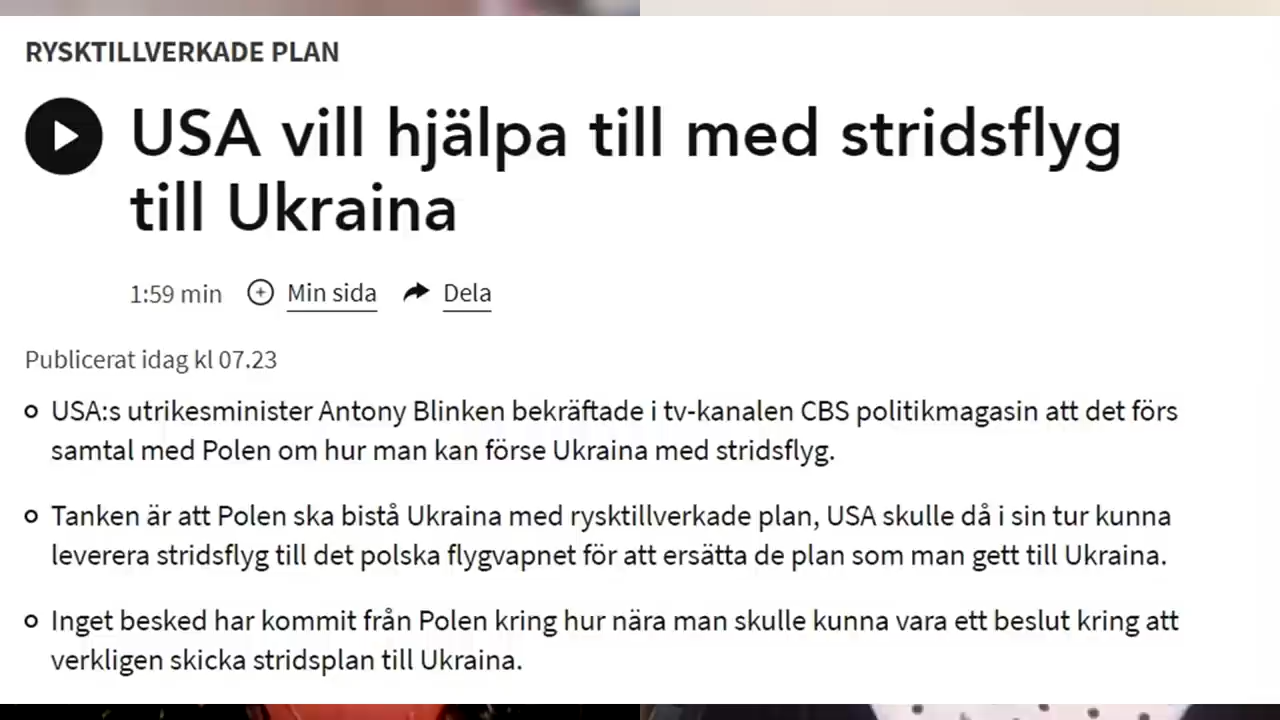 RYSKTILLVERKADE PLAN
USA vill hjälpa till med stridsflyg
till Ukraina
1:59 min Min sida Dela
Publicerat idag kl 07.23
USA:s utrikesminister Antony Blinken bekräftade i tv-kanalen CBS politikmagasin att det förs
samtal med Polen om hur man kan förse Ukraina med stridsflyg.
Tanken är att Polen ska bistå Ukraina med rysktillverkade plan, USA skulle då i sin tur kunna
leverera stridsflyg till det polska flygvapnet för att ersätta de plan som man gett till Ukraina.
Inget besked har kommit från Polen kring hur nära man skulle kunna vara ett beslut kring att
verkligen skicka stridsplan till Ukraina.